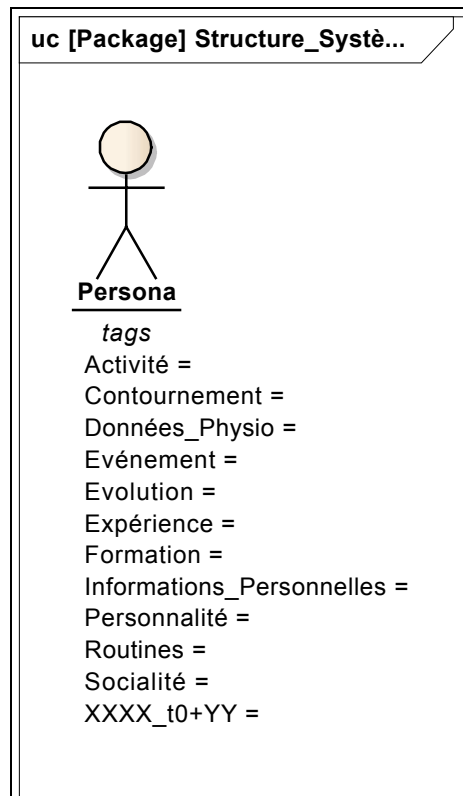 uc [Package] Structure_Systè...
Persona
tags
Activité =
Contournement =
Données_Physio =
Evénement =
Evolution =
Expérience =
Formation =
Informations_Personnelles =
Personnalité =
Routines =
Socialité =
XXXX_t0+YY =